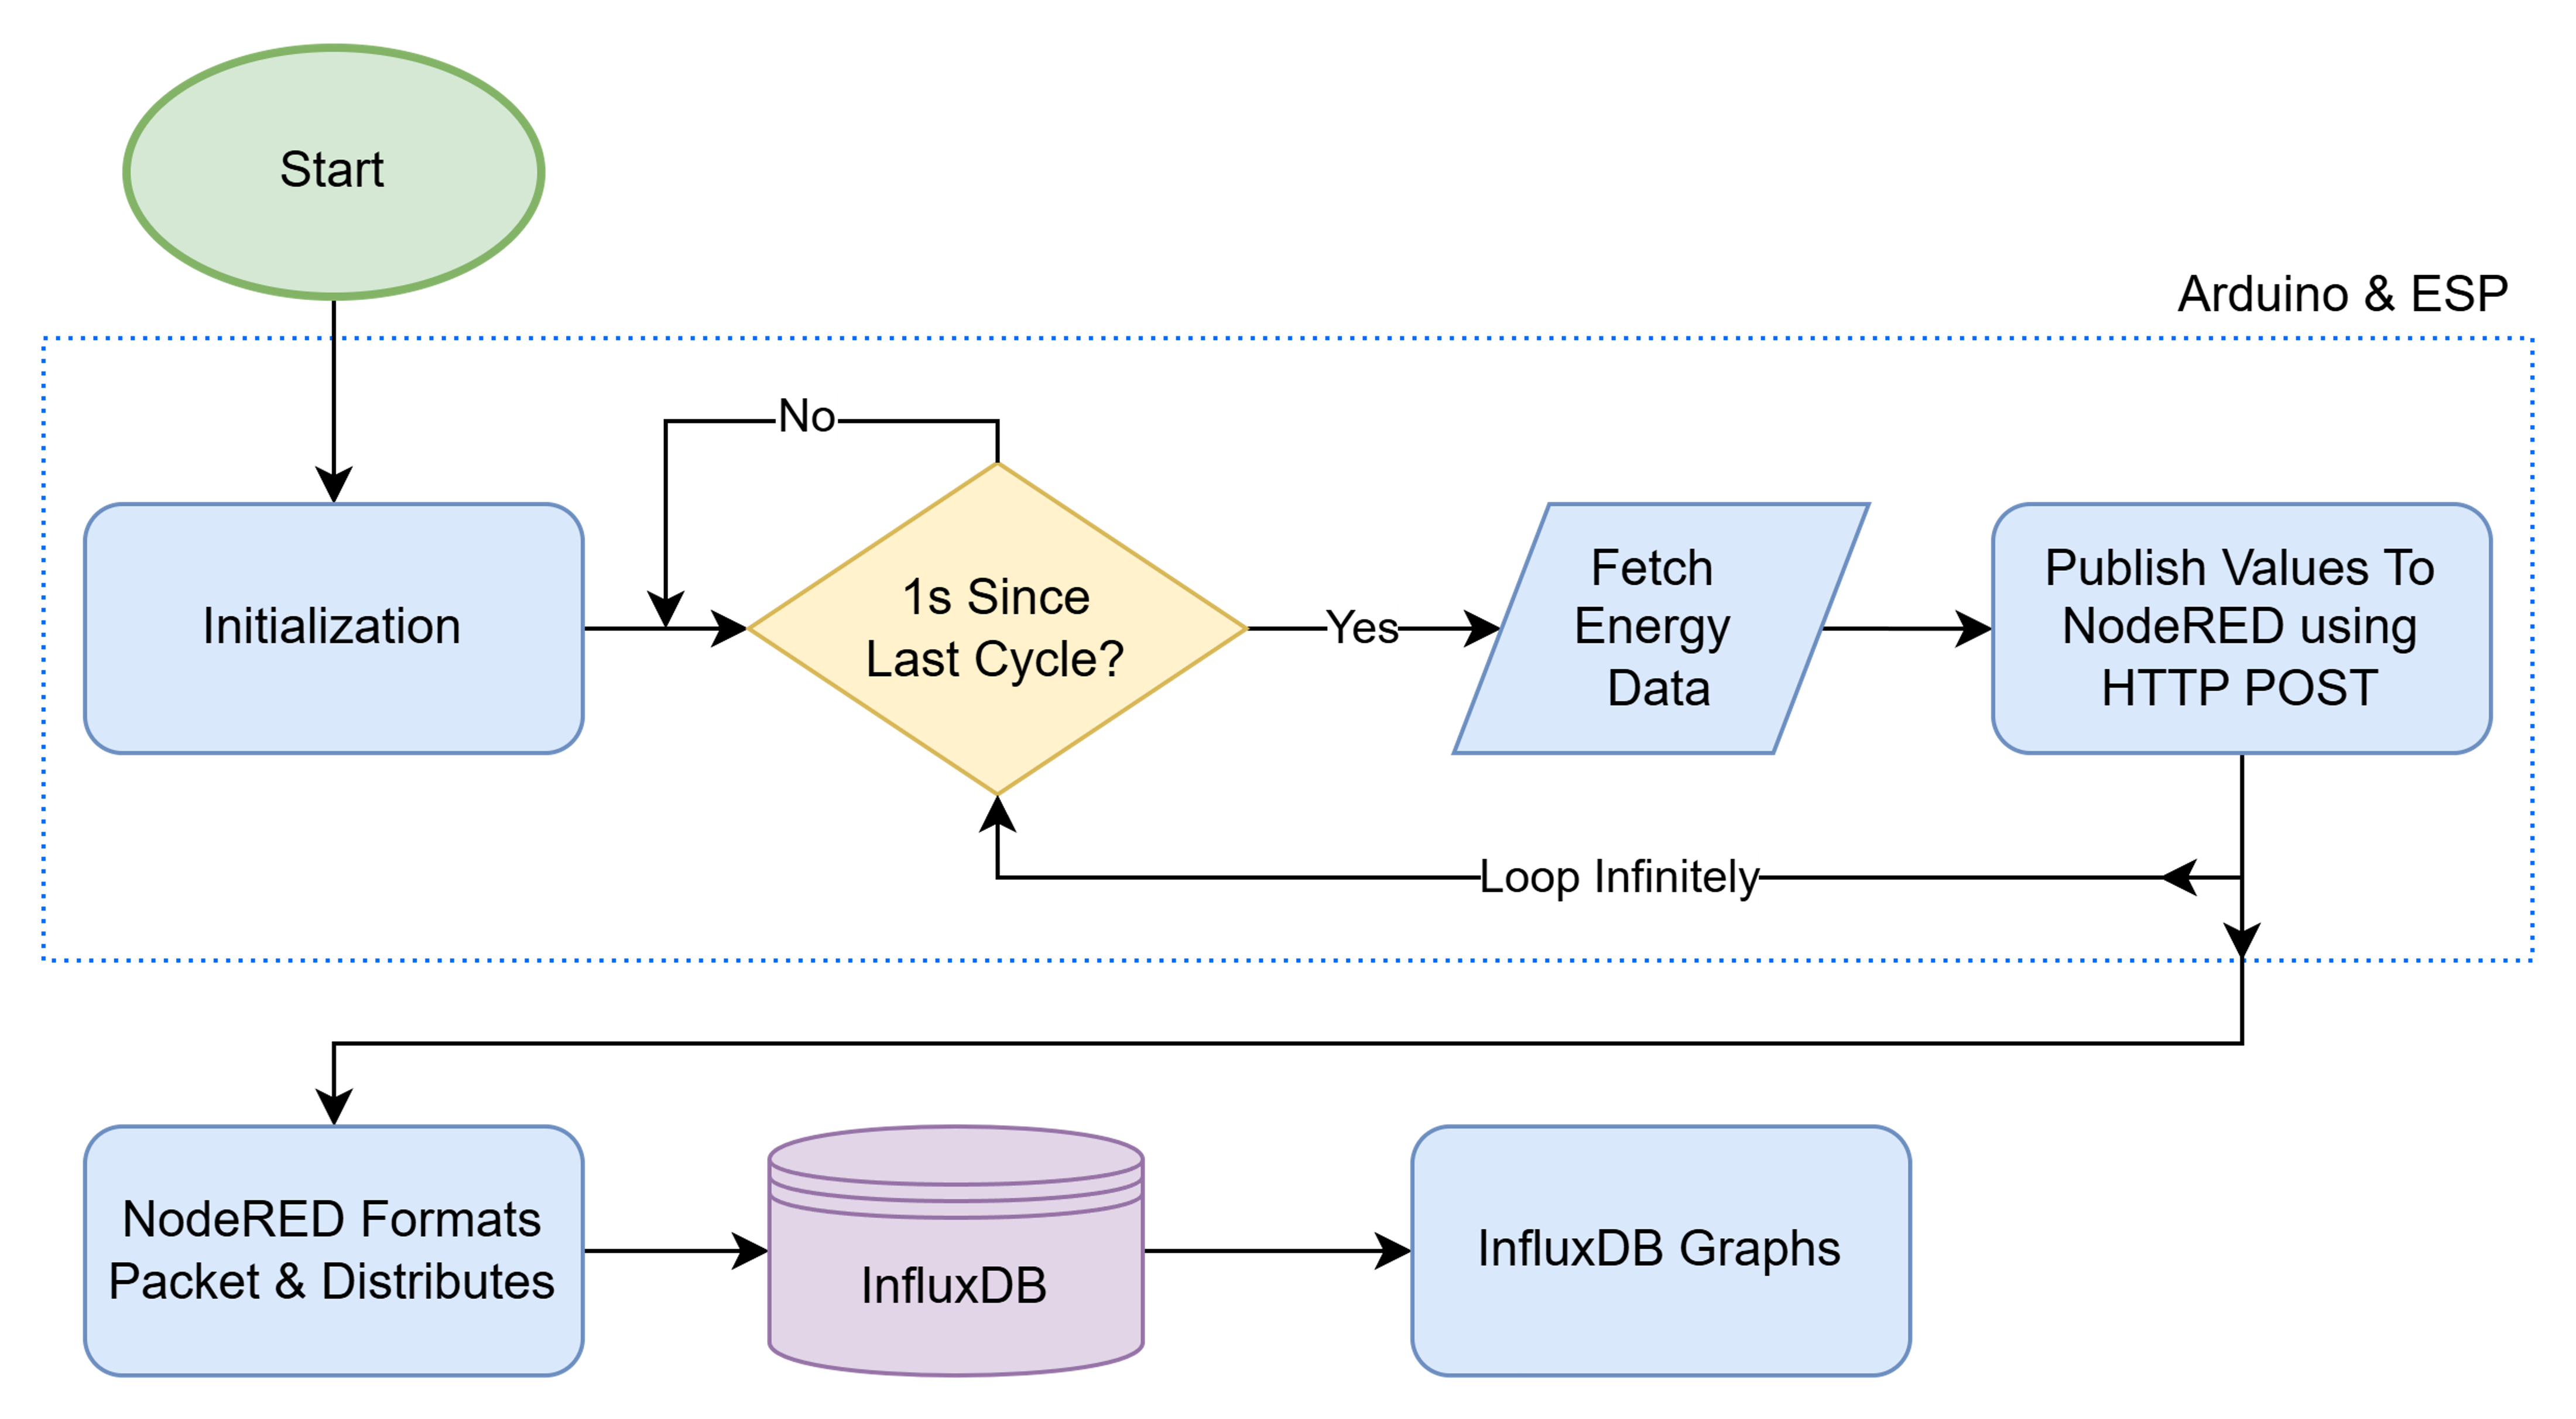 Start
Arduino & ESP
No
Initialization
1s Since
Last Cycle?
Yes
Fetch
Energy
Data
Publish Values To
NodeRED using
HTTP POST
Loop Infinitely
NodeRED Formats
Packet & Distributes
InfluxDB
InfluxDB Graphs